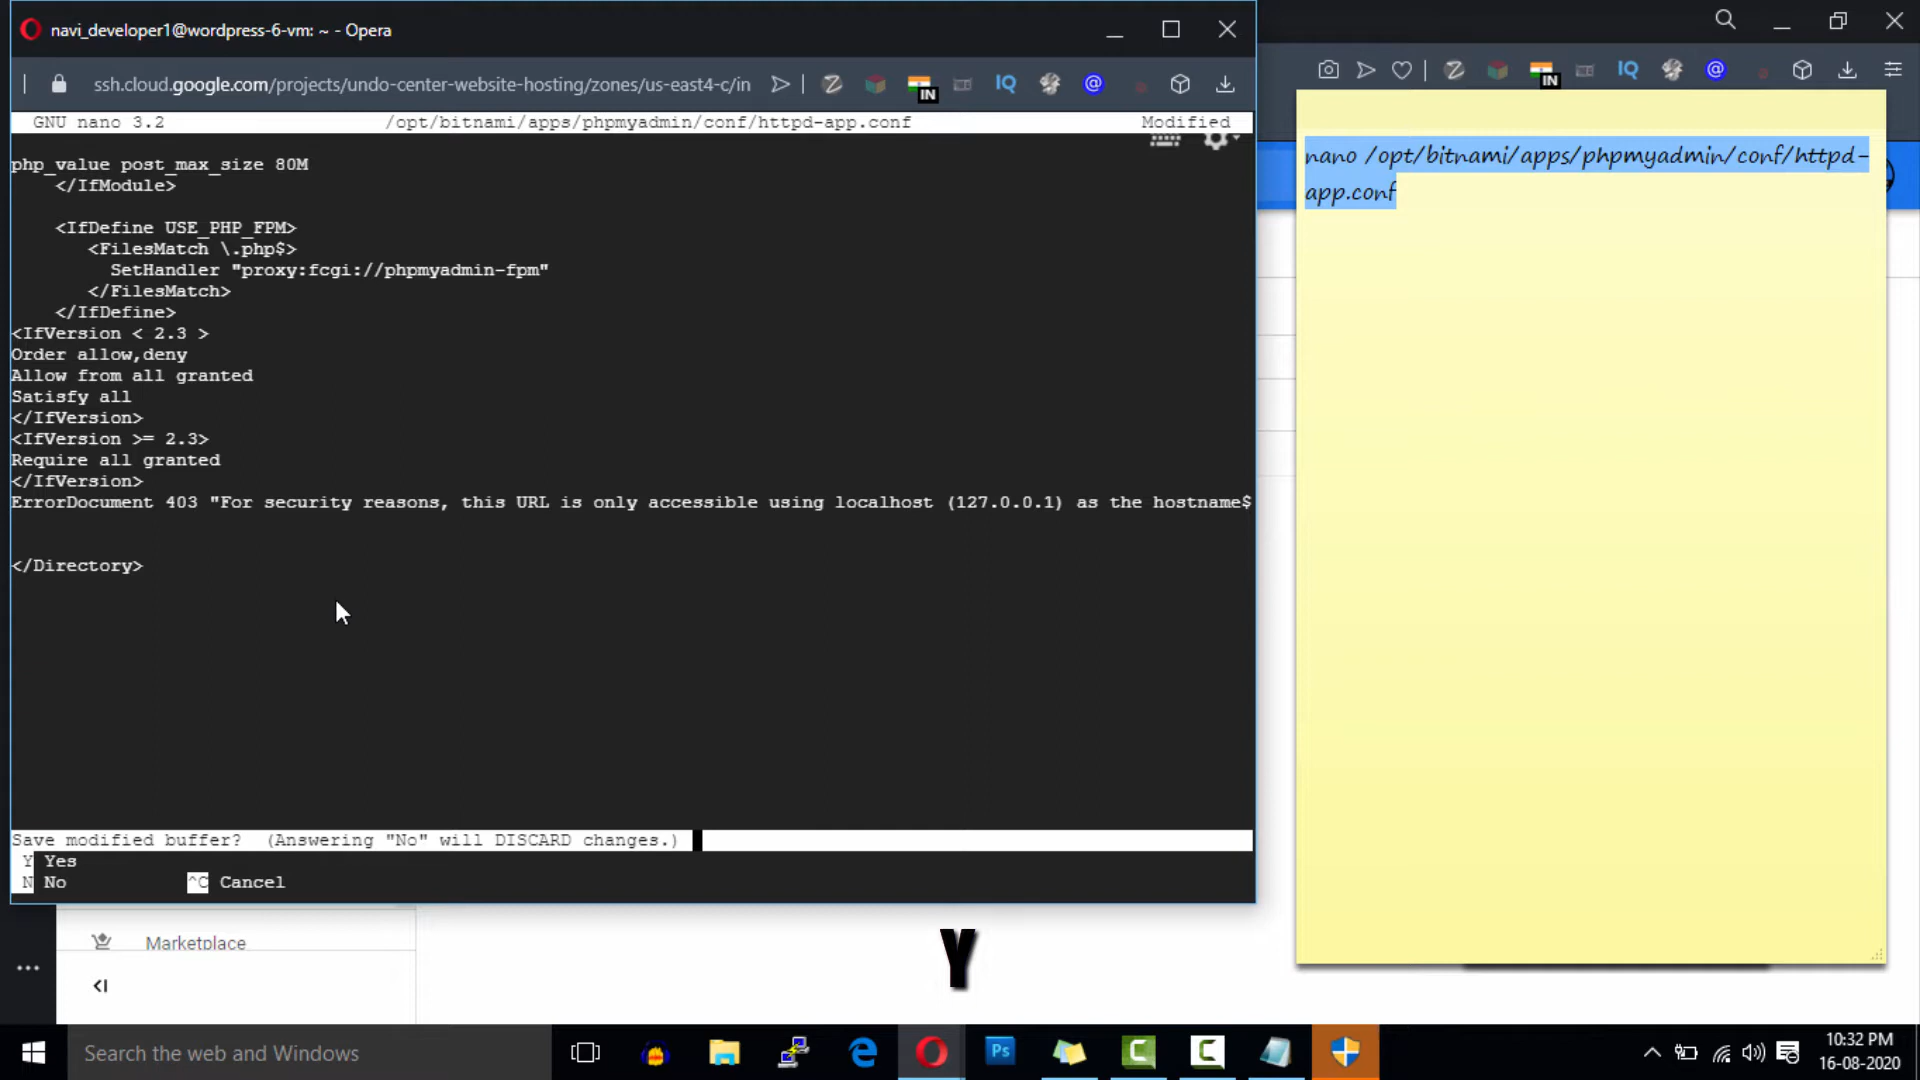 navi_developer1@wordpress-6-vm: ~ - Opera
ssh.cloud.google.com/projects/undo-center-website-hosting/zones/us-east4-c/in
IN
IQ
@
IN
IQ
@
GNU nano 3.2 /opt/bitnami/apps/phpmyadmin/conf/httpd-app.conf Modified
nano /opt/bitnami/apps/phpmyadmin/conf/httpd-
app.conf
php_value post_max_size 80M
</IfModule>
<IfDefine USE_PHP_FPM>
<FilesMatch \.php$>
SetHandler "proxy:fcgi://phpmyadmin-fpm"
</FilesMatch>
</IfDefine>
<IfVersion < 2.3 >
Order allow,deny
Allow from all granted
Satisfy all
</IfVersion>
<IfVersion >= 2.3>
Require all granted
</IfVersion>
ErrorDocument 403 "For security reasons, this URL is only accessible using localhost (127.0.0.1) as the hostname$
</Directory>
Save modified buffer? (Answering "No" will DISCARD changes.)
Y Yes
N No ^C Cancel
Marketplace
Y
Search the web and Windows
Ps
10:32 PM
16-08-2020